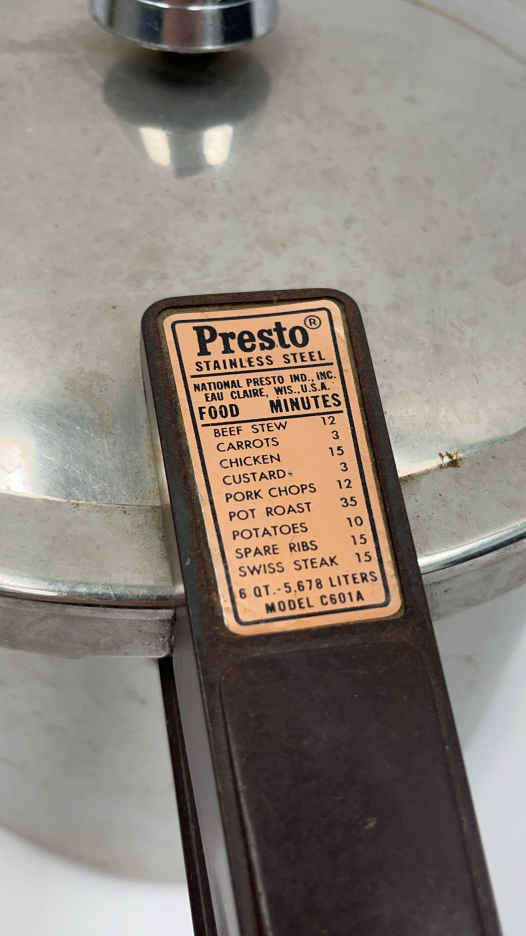 Presto®
STAINLESS STEEL
NATIONAL PRESTO IND., INC.
EAU CLAIRE, WIS., U.S.A.
FOOD MINUTES
BEEF STEW 12
CARROTS 3
CHICKEN 15
CUSTARD 3
PORK CHOPS 12
POT ROAST 35
POTATOES 10
SPARE RIBS 15
SWISS STEAK 15
6 QT.-5,678 LITERS
MODEL C601A